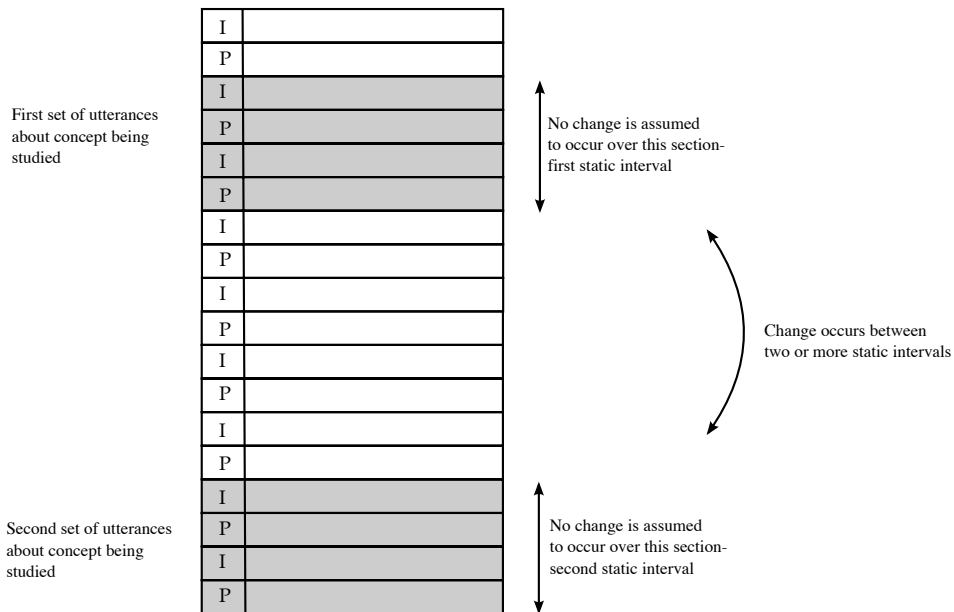 I
P
I
P
I
P
I
P
I
P
I
P
I
P
I
P
I
P
First set of utterances
about concept being
studied
No change is assumed
to occur over this section-
first static interval
Change occurs between
two or more static intervals
Second set of utterances
about concept being
studied
No change is assumed
to occur over this section-
second static interval